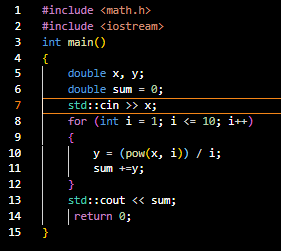 1 #include <math.h>
2 #include <iostream>
3 int main()
4 {
5     double x, y;
6     double sum = 0;
7     std::cin >> x;
8     for (int i = 1; i <= 10; i++)
9     {
10         y = (pow(x, i)) / i;
11         sum +=y;
12     }
13     std::cout << sum;
14      return 0;
15 }